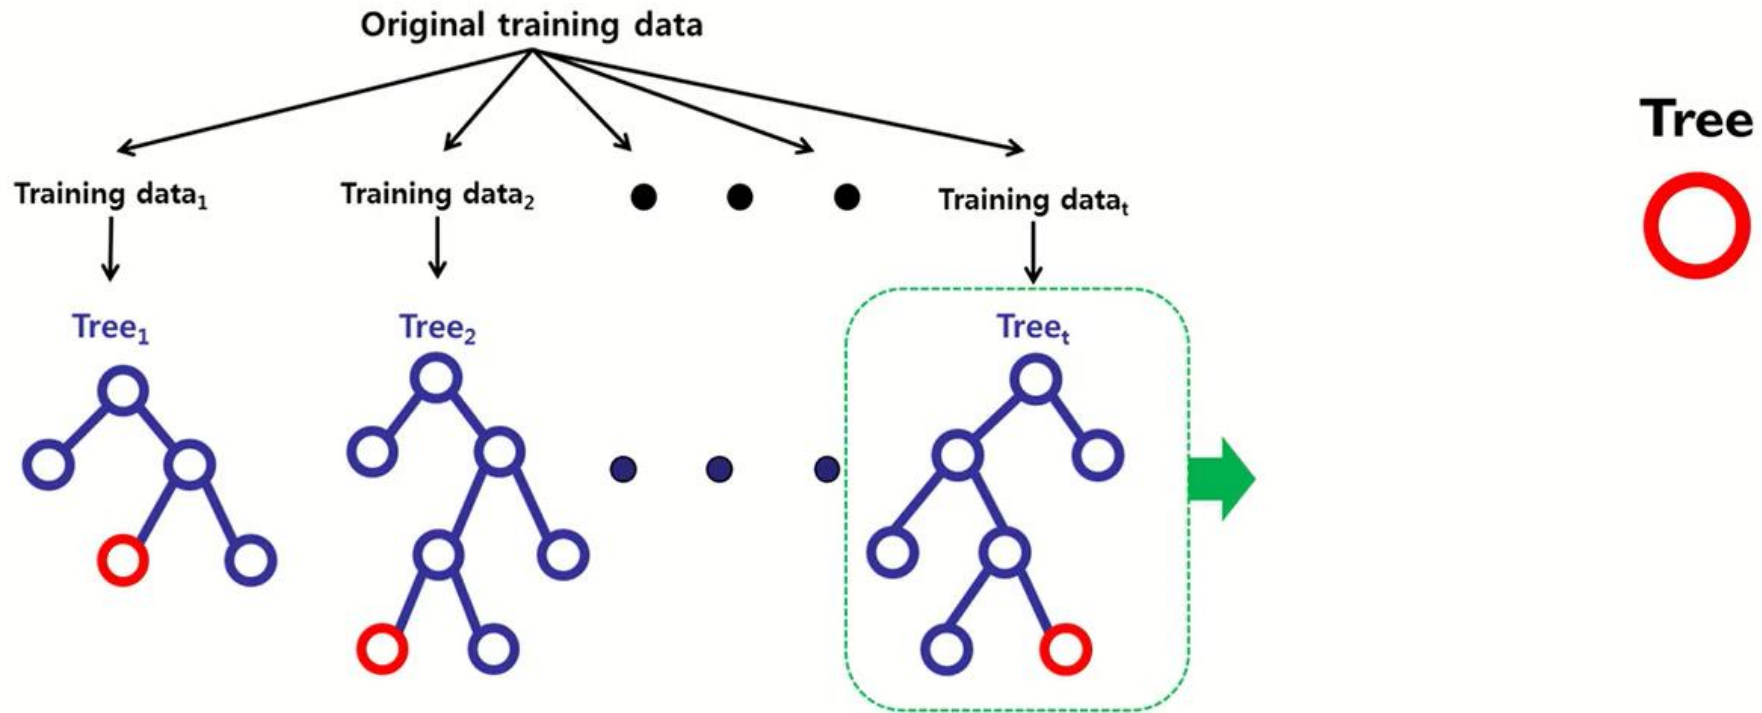 Original training data
Training data1
Training data2
Training datat
Tree
Tree1
Tree2
Treet